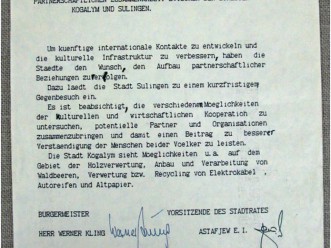 PARTNERSCHAFTLICHEN ZUSAMMENARBEIT
KOGALYM UND SULINGEN.
Um kuenftige internationale Kontakte zu entwickeln und
die kulturelle Infrastruktur zu verbessern, haben die
Staedte den Wunsch, den Aufbau partnerschaftlicher
Beziehungen zu verfolgen.
Dazu laedt die Stadt Sulingen zu einem kurzfristigem
Gegenbesuch ein.
Es ist beabsichtigt, die verschiedenen Moeglichkeiten
der kulturellen und wirtschaftlichen Kooperation zu
untersuchen, potentielle Partner und Organisationen
zusammenzubringen und damit einen Beitrag zu besserer
Verstaendigung der Menschen beider Voelker zu leisten.
Die Stadt Kogalym sieht Moeglichkeiten u.a. auf dem
Gebiet der Holzverwertung, Anbau und Verarbeitung von
Waldbeeren, Verwertung bzw. Recycling von Elektrokabel,
Autoreifen und Altpapier.
BURGERMEISTER VORSITZENDE DES STADTRATES
HERR WERNER KLING ASTAFJEW E. I.